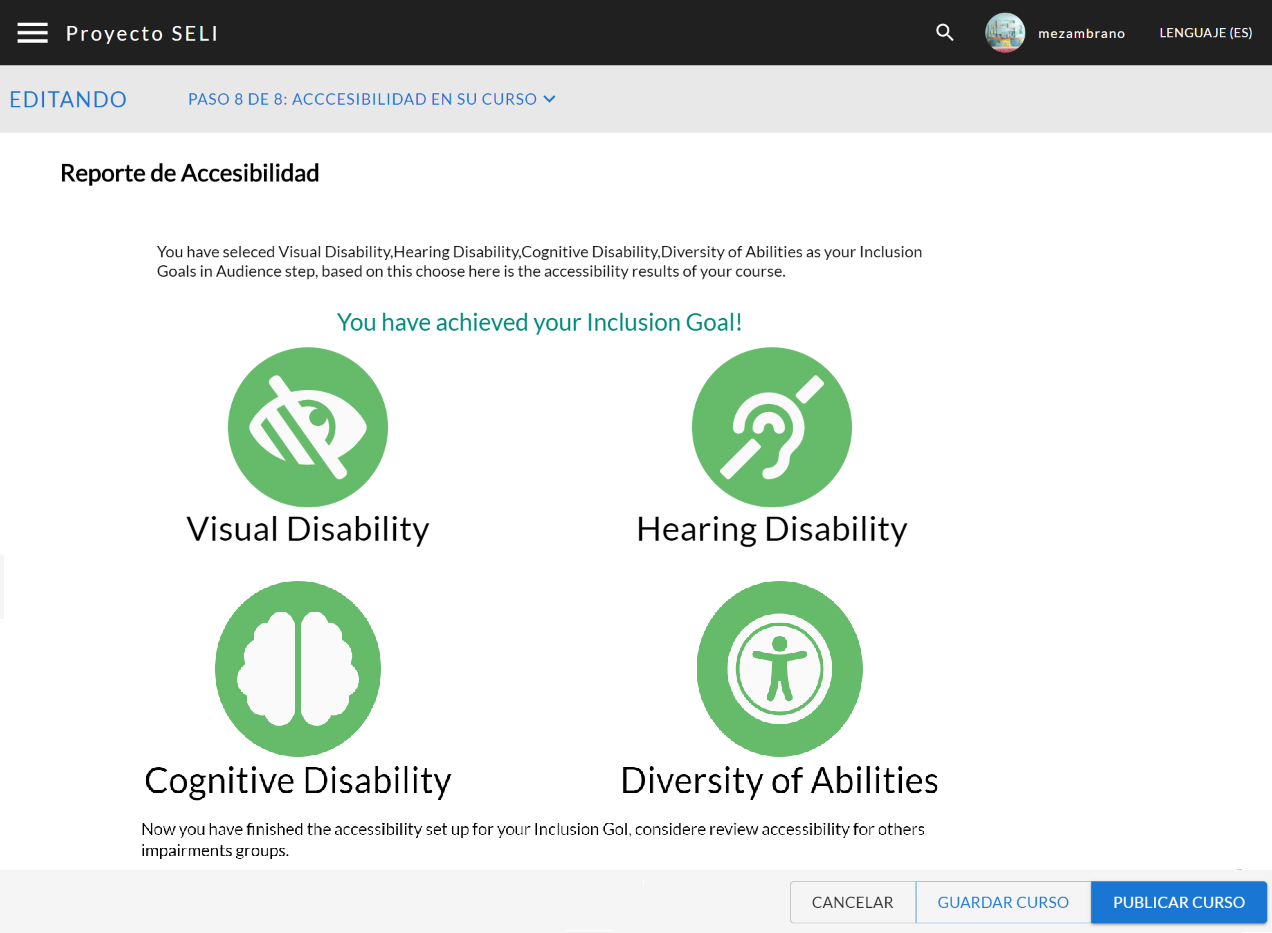 Proyecto SELI
mezambrano
LENGUAJE (ES)
EDITANDO
PASO 8 DE 8: ACCCESIBILIDAD EN SU CURSO
Reporte de Accesibilidad
You have seleced Visual Disability,Hearing Disability,Cognitive Disability,Diversity of Abilities as your Inclusion
Goals in Audience step, based on this choose here is the accessibility results of your course.
You have achieved your Inclusion Goal!
Visual Disability
Hearing Disability
Cognitive Disability
Diversity of Abilities
Now you have finished the accessibility set up for your Inclusion Gol, considere review accessibility for others
impairments groups.
CANCELAR
GUARDAR CURSO
PUBLICAR CURSO